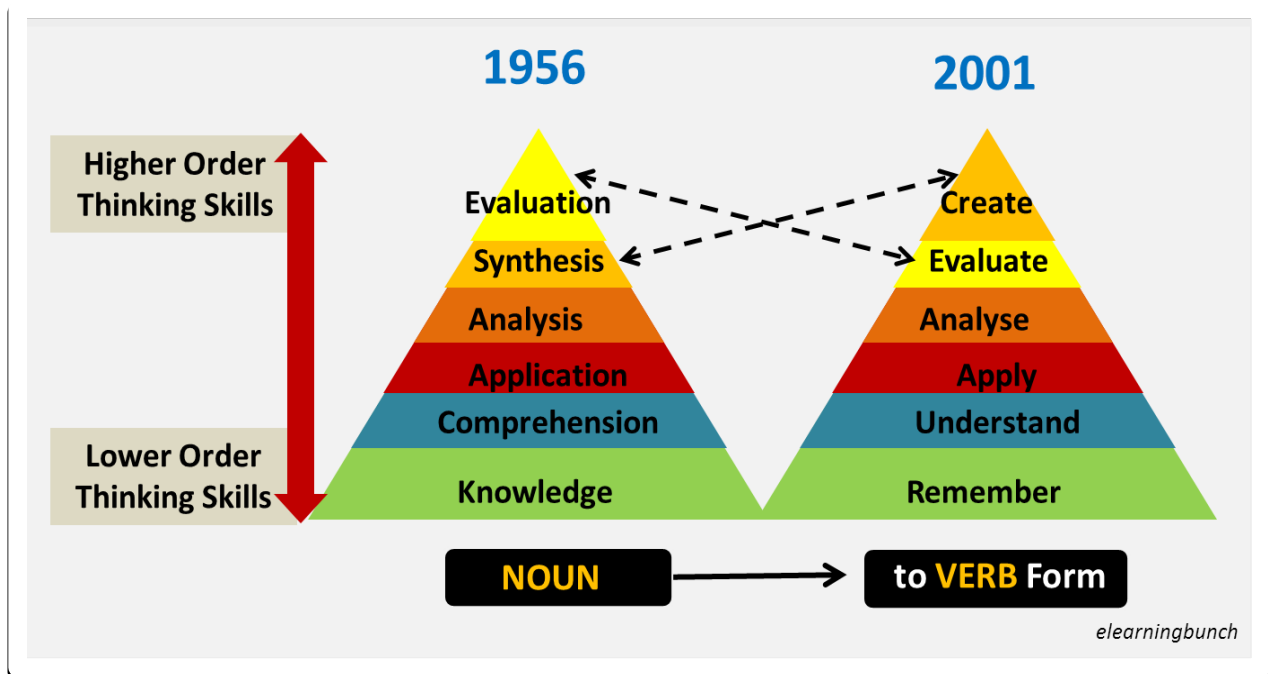 1956
2001
Higher Order
Thinking Skills
Evaluation
Create
Synthesis
Evaluate
Analysis
Analyse
Application
Apply
Comprehension
Understand
Lower Order
Thinking Skills
Knowledge
Remember
NOUN
to VERB Form
elearningbunch